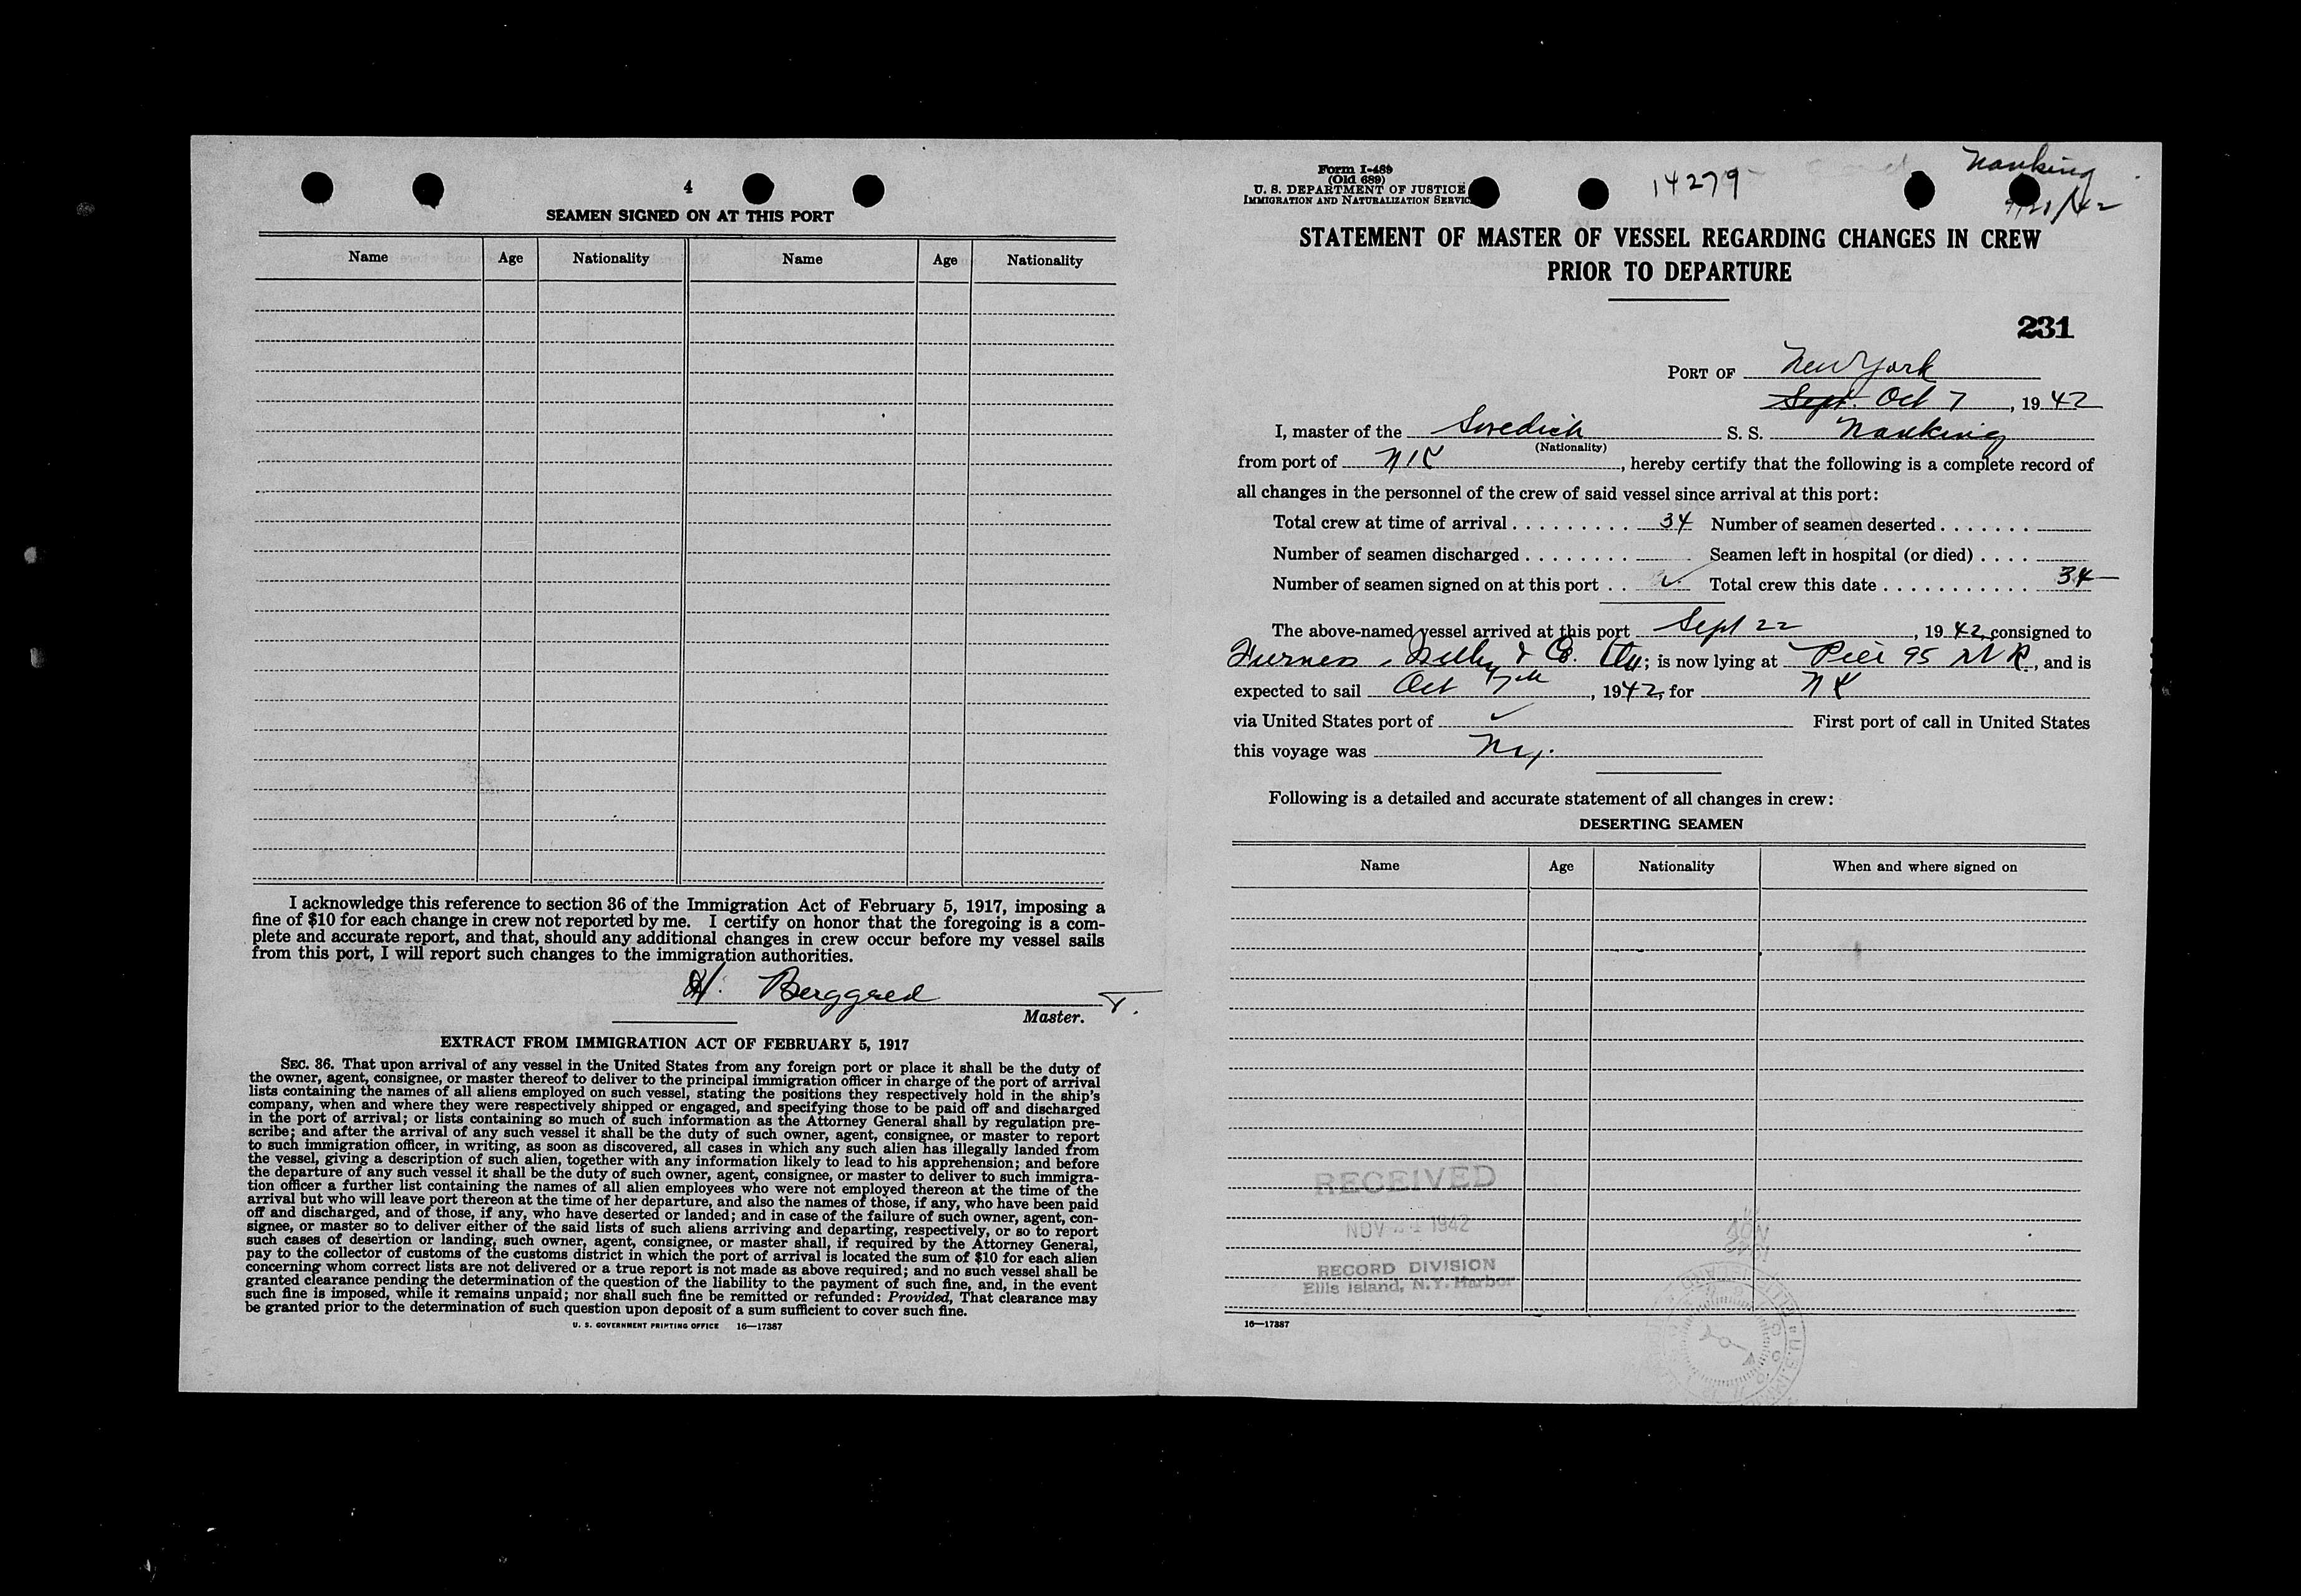 4
SEAMEN SIGNED ON AT THIS PORT
Name Age Nationality Name Age Nationality
I acknowledge this reference to section 36 of the Immigration Act of February 5, 1917, imposing a
fine of $10 for each change in crew not reported by me. I certify on honor that the foregoing is a com-
plete and accurate report, and that, should any additional changes in crew occur before my vessel sails
from this port, I will report such changes to the immigration authorities.
H. Berggred
Master.
EXTRACT FROM IMMIGRATION ACT OF FEBRUARY 5, 1917
SEC. 36. That upon arrival of any vessel in the United States from any foreign port or place it shall be the duty of
the owner, agent, consignee, or master thereof to deliver to the principal immigration officer in charge of the port of arrival
lists containing the names of all aliens employed on such vessel, stating the positions they respectively hold in the ship's
company, when and where they were respectively shipped or engaged, and specifying those to be paid off and discharged
in the port of arrival; or lists containing so much of such information as the Attorney General shall by regulation pre-
scribe; and after the arrival of any such vessel it shall be the duty of such owner, agent, consignee, or master to report
to such immigration officer, in writing, as soon as discovered, all cases in which any such alien has illegally landed from
the vessel, giving a description of such alien, together with any information likely to lead to his apprehension; and before
the departure of any such vessel it shall be the duty of such owner, agent, consignee, or master to deliver to such immigra-
tion officer a further list containing the names of all alien employees who were not employed thereon at the time of the
arrival but who will leave port thereon at the time of her departure, and also the names of those, if any, who have been paid
off and discharged, and of those, if any, who have deserted or landed; and in case of the failure of such owner, agent, con-
signee, or master so to deliver either of the said lists of such aliens arriving and departing, respectively, or so to report
such cases of desertion or landing, such owner, agent, consignee, or master shall, if required by the Attorney General,
pay to the collector of customs of the customs district in which the port of arrival is located the sum of $10 for each alien
concerning whom correct lists are not delivered or a true report is not made as above required; and no such vessel shall be
granted clearance pending the determination of the question of the liability to the payment of such fine, and, in the event
such fine is imposed, while it remains unpaid; nor shall such fine be remitted or refunded: Provided, That clearance may
be granted prior to the determination of such question upon deposit of a sum sufficient to cover such fine.
U. S. GOVERNMENT PRINTING OFFICE 16—17387
Form I-489
(Old 689)
U. S. DEPARTMENT OF JUSTICE
IMMIGRATION AND NATURALIZATION SERVICE
14279
Nanking
STATEMENT OF MASTER OF VESSEL REGARDING CHANGES IN CREW
PRIOR TO DEPARTURE
231
PORT OF New York
Sept. Oct 7, 1942
I, master of the Swedish S. S. Nanking
(Nationality)
from port of NK, hereby certify that the following is a complete record of
all changes in the personnel of the crew of said vessel since arrival at this port:
Total crew at time of arrival . . . . . . . . . 34 Number of seamen deserted . . . . . . .
Number of seamen discharged . . . . . . . . Seamen left in hospital (or died) . . . .
Number of seamen signed on at this port . . Total crew this date . . . . . . . . . . . 34
The above-named vessel arrived at this port Sept 22, 1942, consigned to
Furness, & Co.; is now lying at Pier 95 N R, and is
expected to sail Oct 7th, 1942, for NK
via United States port of First port of call in United States
this voyage was N.Y.
Following is a detailed and accurate statement of all changes in crew:
DESERTING SEAMEN
Name Age Nationality When and where signed on
RECEIVED
NOV 1942
RECORD DIVISION
Ellis Island, N.Y. Harbor
16—17387